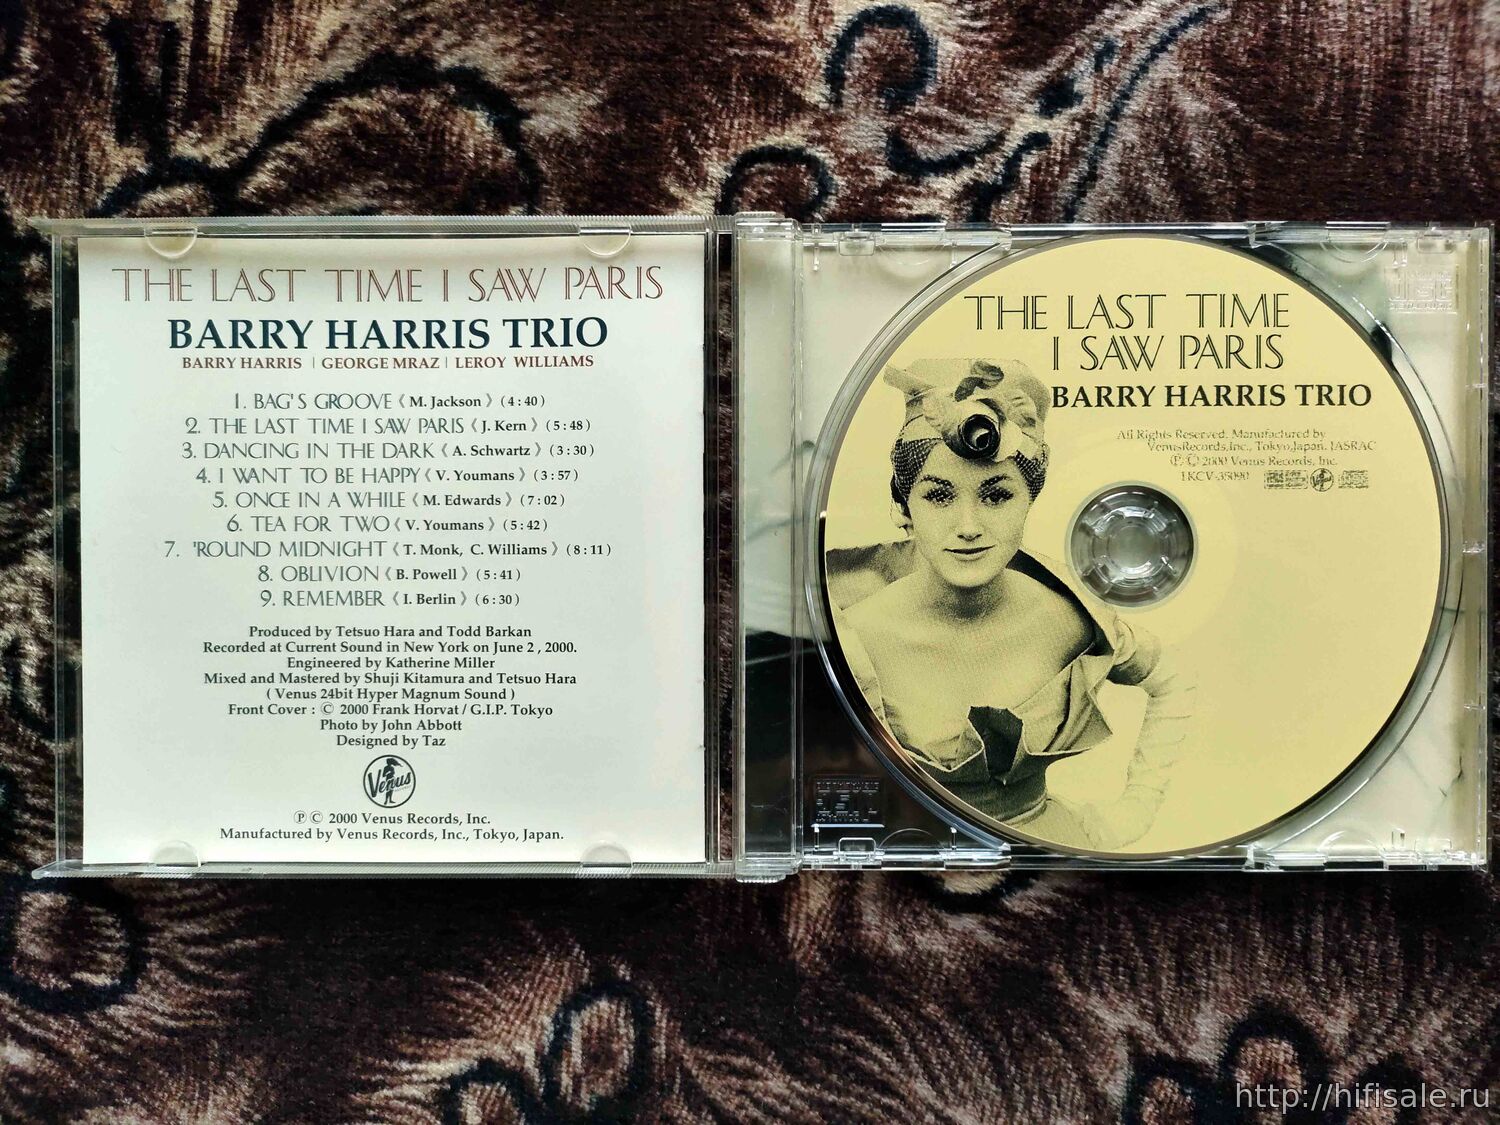 THE LAST TIME I SAW PARIS
BARRY HARRIS TRIO
BARRY HARRIS | GEORGE MRAZ | LEROY WILLIAMS
1. BAG'S GROOVE《 M. Jackson 》( 4 : 40 )
2. THE LAST TIME I SAW PARIS《 J. Kern 》( 5 : 48 )
3. DANCING IN THE DARK《 A. Schwartz 》( 3 : 30 )
4. I WANT TO BE HAPPY《 V. Youmans 》( 3 : 57 )
5. ONCE IN A WHILE《 M. Edwards 》( 7 : 02 )
6. TEA FOR TWO《 V. Youmans 》( 5 : 42 )
7. 'ROUND MIDNIGHT《 T. Monk, C. Williams 》( 8 : 11 )
8. OBLIVION《 B. Powell 》( 5 : 41 )
9. REMEMBER《 I. Berlin 》( 6 : 30 )
Produced by Tetsuo Hara and Todd Barkan
Recorded at Current Sound in New York on June 2 , 2000.
Engineered by Katherine Miller
Mixed and Mastered by Shuji Kitamura and Tetsuo Hara
( Venus 24bit Hyper Magnum Sound )
Front Cover : © 2000 Frank Horvat / G.I.P. Tokyo
Photo by John Abbott
Designed by Taz
Venus
℗ © 2000 Venus Records, Inc.
Manufactured by Venus Records, Inc., Tokyo, Japan.
THE LAST TIME
I SAW PARIS
BARRY HARRIS TRIO
All Rights Reserved. Manufactured by
VenusRecords,Inc., Tokyo,Japan. JASRAC
℗ © 2000 Venus Records, Inc.
TKCV-35090
http://hifisale.ru